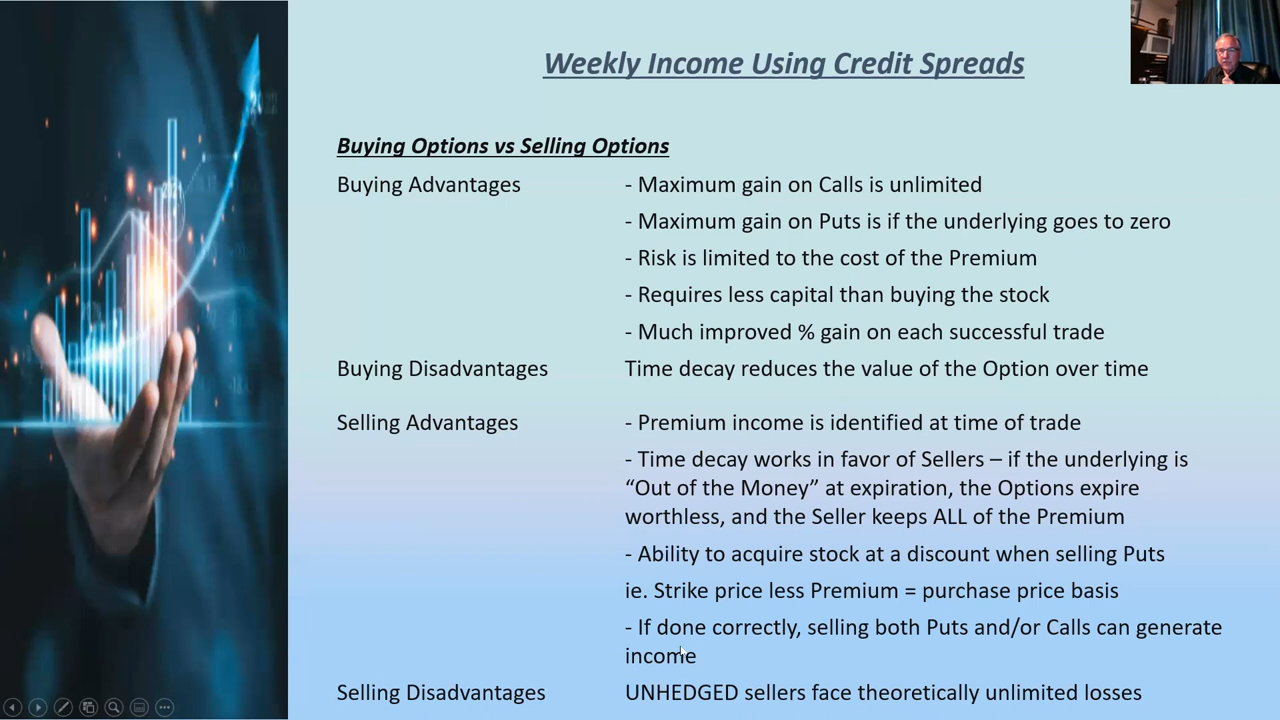 Weekly Income Using Credit Spreads
Buying Options vs Selling Options
Buying Advantages - Maximum gain on Calls is unlimited
- Maximum gain on Puts is if the underlying goes to zero
- Risk is limited to the cost of the Premium
- Requires less capital than buying the stock
- Much improved % gain on each successful trade
Buying Disadvantages Time decay reduces the value of the Option over time
Selling Advantages - Premium income is identified at time of trade
- Time decay works in favor of Sellers – if the underlying is
“Out of the Money” at expiration, the Options expire
worthless, and the Seller keeps ALL of the Premium
- Ability to acquire stock at a discount when selling Puts
ie. Strike price less Premium = purchase price basis
- If done correctly, selling both Puts and/or Calls can generate
income
Selling Disadvantages UNHEDGED sellers face theoretically unlimited losses